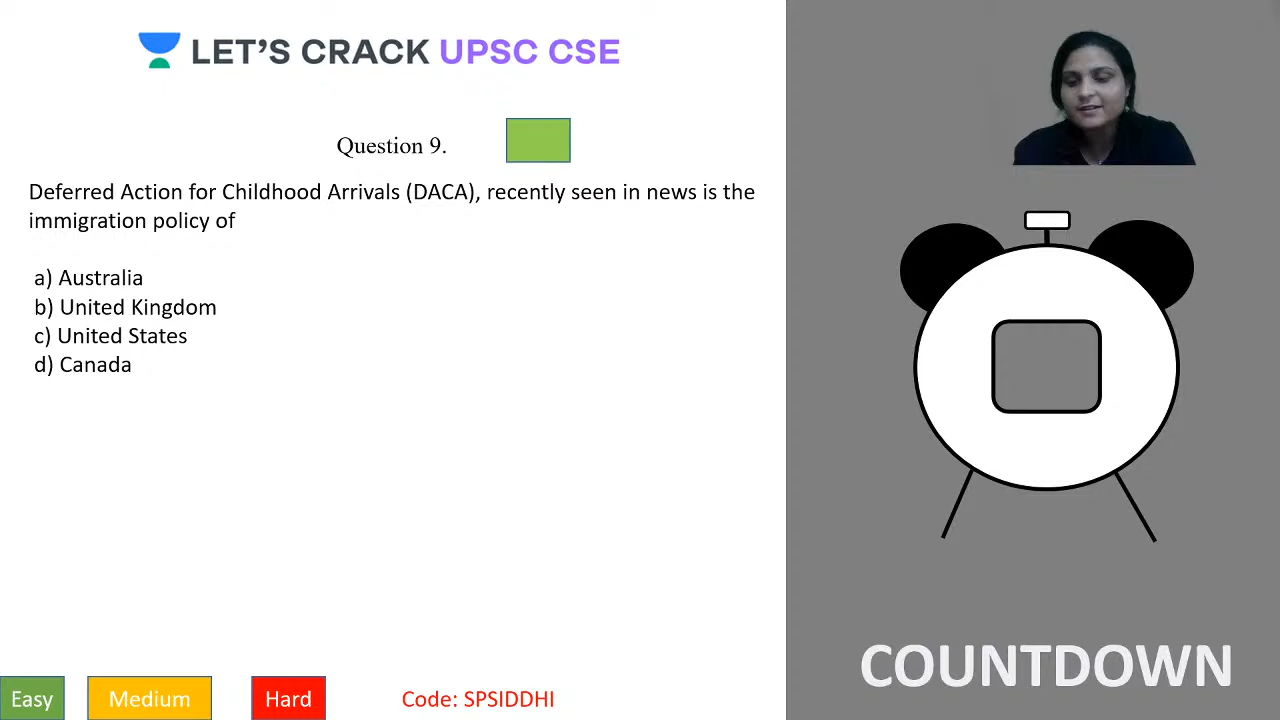 LET'S CRACK UPSC CSE
Question 9.
Deferred Action for Childhood Arrivals (DACA), recently seen in news is the
immigration policy of
a) Australia
b) United Kingdom
c) United States
d) Canada
COUNTDOWN
Easy
Medium
Hard
Code: SPSIDDHI